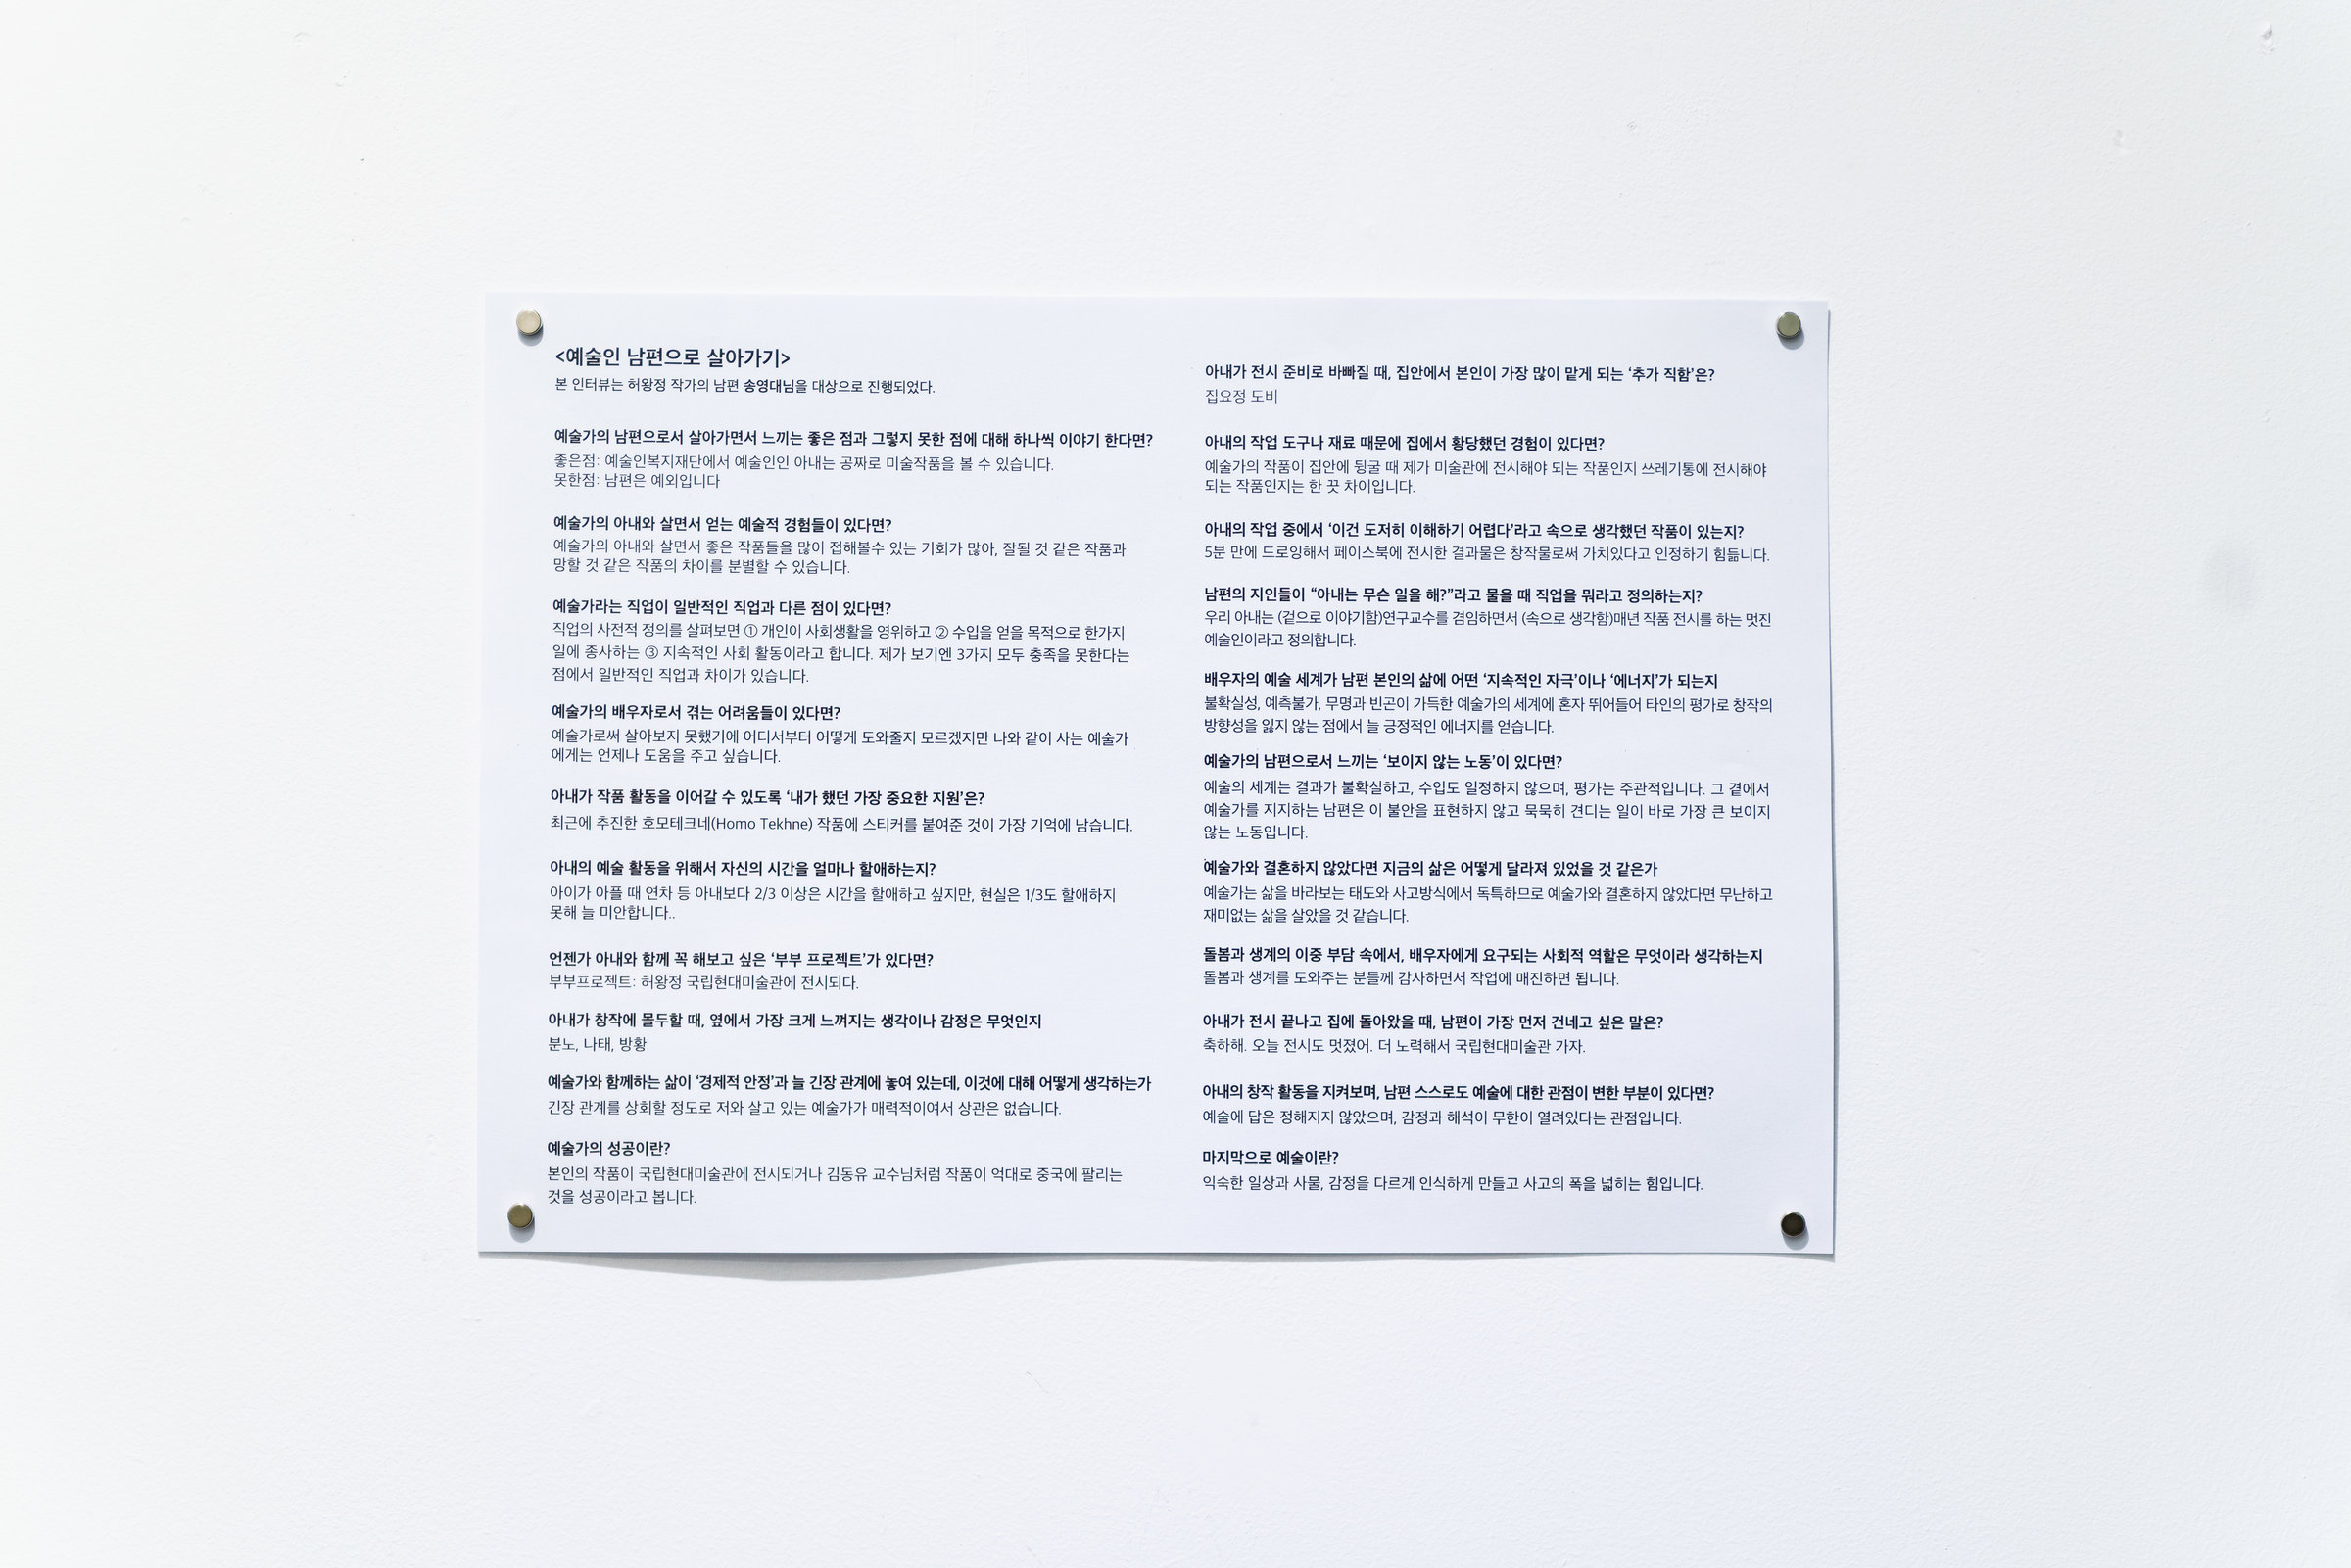 <예술인 남편으로 살아가기>
본 인터뷰는 허왕정 작가의 남편 송영대님을 대상으로 진행되었다.
예술가의 남편으로서 살아가면서 느끼는 좋은 점과 그렇지 못한 점에 대해 하나씩 이야기 한다면?
좋은점: 예술인복지재단에서 예술인인 아내는 공짜로 미술작품을 볼 수 있습니다.
못한점: 남편은 예외입니다
예술가의 아내와 살면서 얻는 예술적 경험들이 있다면?
예술가의 아내와 살면서 좋은 작품들을 많이 접해볼수 있는 기회가 많아, 잘될 것 같은 작품과
망할 것 같은 작품의 차이를 분별할 수 있습니다.
예술가라는 직업이 일반적인 직업과 다른 점이 있다면?
직업의 사전적 정의를 살펴보면 ① 개인이 사회생활을 영위하고 ② 수입을 얻을 목적으로 한가지
일에 종사하는 ③ 지속적인 사회 활동이라고 합니다. 제가 보기엔 3가지 모두 충족을 못한다는
점에서 일반적인 직업과 차이가 있습니다.
예술가의 배우자로서 겪는 어려움들이 있다면?
예술가로써 살아보지 못했기에 어디서부터 어떻게 도와줄지 모르겠지만 나와 같이 사는 예술가
에게는 언제나 도움을 주고 싶습니다.
아내가 작품 활동을 이어갈 수 있도록 ‘내가 했던 가장 중요한 지원’은?
최근에 추진한 호모테크네(Homo Tekhne) 작품에 스티커를 붙여준 것이 가장 기억에 남습니다.
아내의 예술 활동을 위해서 자신의 시간을 얼마나 할애하는지?
아이가 아플 때 연차 등 아내보다 2/3 이상은 시간을 할애하고 싶지만, 현실은 1/3도 할애하지
못해 늘 미안합니다..
언젠가 아내와 함께 꼭 해보고 싶은 ‘부부 프로젝트’가 있다면?
부부프로젝트: 허왕정 국립현대미술관에 전시되다.
아내가 창작에 몰두할 때, 옆에서 가장 크게 느껴지는 생각이나 감정은 무엇인지
분노, 나태, 방황
예술가와 함께하는 삶이 ‘경제적 안정’과 늘 긴장 관계에 놓여 있는데, 이것에 대해 어떻게 생각하는가
긴장 관계를 상회할 정도로 저와 살고 있는 예술가가 매력적이여서 상관은 없습니다.
예술가의 성공이란?
본인의 작품이 국립현대미술관에 전시되거나 김동유 교수님처럼 작품이 억대로 중국에 팔리는
것을 성공이라고 봅니다.
아내가 전시 준비로 바빠질 때, 집안에서 본인이 가장 많이 맡게 되는 ‘추가 직함’은?
집요정 도비
아내의 작업 도구나 재료 때문에 집에서 황당했던 경험이 있다면?
예술가의 작품이 집안에 뒹굴 때 제가 미술관에 전시해야 되는 작품인지 쓰레기통에 전시해야
되는 작품인지는 한 끗 차이입니다.
아내의 작업 중에서 ‘이건 도저히 이해하기 어렵다’라고 속으로 생각했던 작품이 있는지?
5분 만에 드로잉해서 페이스북에 전시한 결과물은 창작물로써 가치있다고 인정하기 힘듦니다.
남편의 지인들이 “아내는 무슨 일을 해?”라고 물을 때 직업을 뭐라고 정의하는지?
우리 아내는 (겉으로 이야기함)연구교수를 겸임하면서 (속으로 생각함)매년 작품 전시를 하는 멋진
예술인이라고 정의합니다.
배우자의 예술 세계가 남편 본인의 삶에 어떤 ‘지속적인 자극’이나 ‘에너지’가 되는지
불확실성, 예측불가, 무명과 빈곤이 가득한 예술가의 세계에 혼자 뛰어들어 타인의 평가로 창작의
방향성을 잃지 않는 점에서 늘 긍정적인 에너지를 얻습니다.
예술가의 남편으로서 느끼는 ‘보이지 않는 노동’이 있다면?
예술의 세계는 결과가 불확실하고, 수입도 일정하지 않으며, 평가는 주관적입니다. 그 곁에서
예술가를 지지하는 남편은 이 불안을 표현하지 않고 묵묵히 견디는 일이 바로 가장 큰 보이지
않는 노동입니다.
예술가와 결혼하지 않았다면 지금의 삶은 어떻게 달라져 있었을 것 같은가
예술가는 삶을 바라보는 태도와 사고방식에서 독특하므로 예술가와 결혼하지 않았다면 무난하고
재미없는 삶을 살았을 것 같습니다.
돌봄과 생계의 이중 부담 속에서, 배우자에게 요구되는 사회적 역할은 무엇이라 생각하는지
돌봄과 생계를 도와주는 분들께 감사하면서 작업에 매진하면 됩니다.
아내가 전시 끝나고 집에 돌아왔을 때, 남편이 가장 먼저 건네고 싶은 말은?
축하해. 오늘 전시도 멋졌어. 더 노력해서 국립현대미술관 가자.
아내의 창작 활동을 지켜보며, 남편 스스로도 예술에 대한 관점이 변한 부분이 있다면?
예술에 답은 정해지지 않았으며, 감정과 해석이 무한이 열려있다는 관점입니다.
마지막으로 예술이란?
익숙한 일상과 사물, 감정을 다르게 인식하게 만들고 사고의 폭을 넓히는 힘입니다.